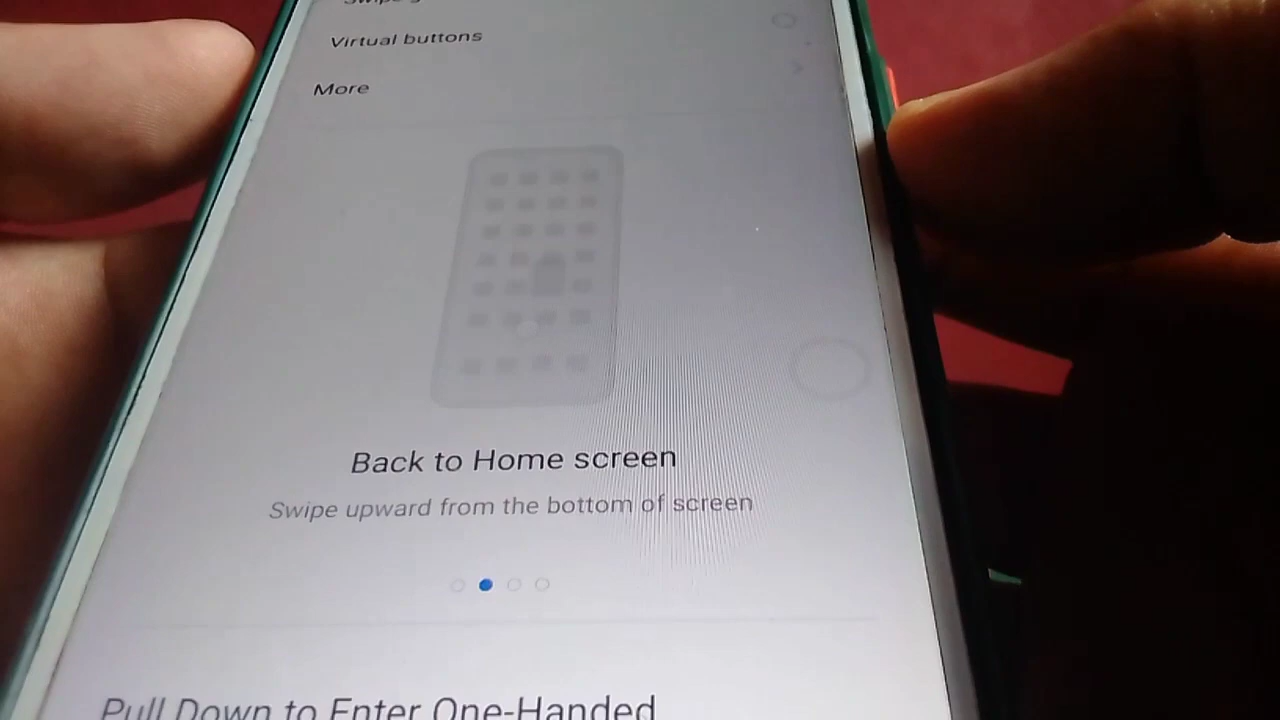 Virtual buttons
More
Back to Home screen
Swipe upward from the bottom of screen
Pull Down to Enter One-Handed